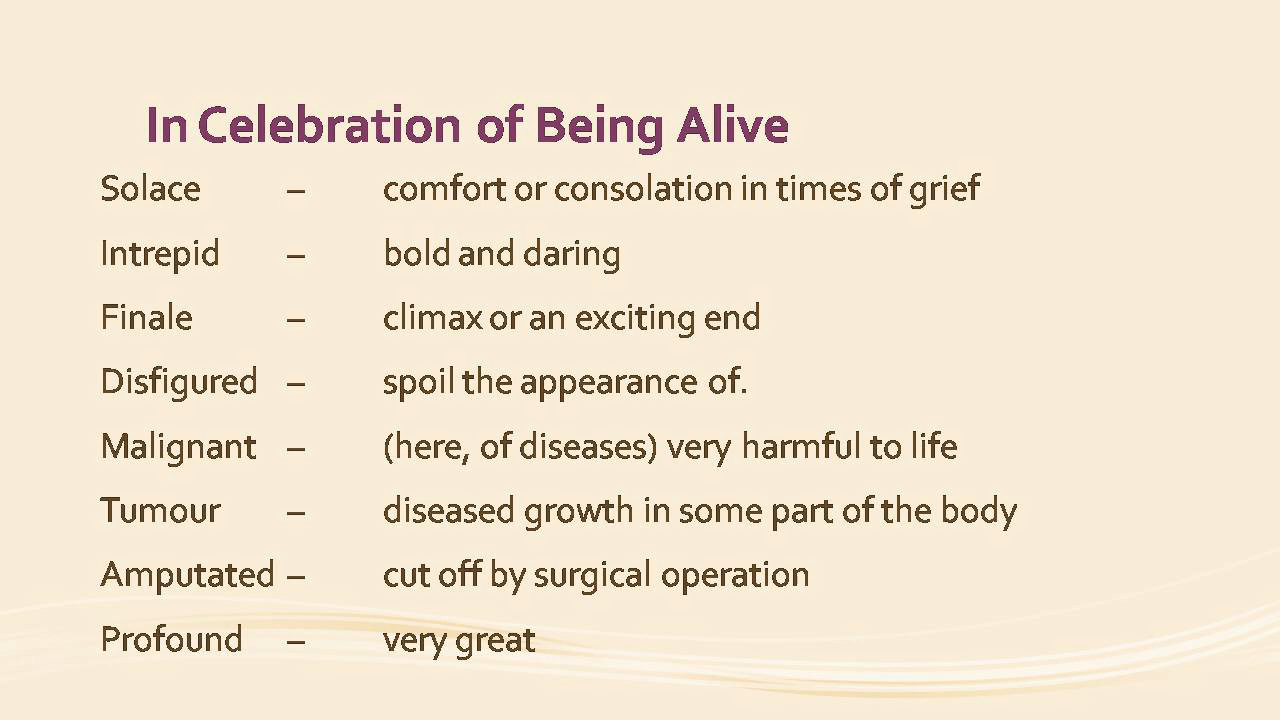 In Celebration of Being Alive
Solace – comfort or consolation in times of grief
Intrepid – bold and daring
Finale – climax or an exciting end
Disfigured – spoil the appearance of.
Malignant – (here, of diseases) very harmful to life
Tumour – diseased growth in some part of the body
Amputated – cut off by surgical operation
Profound – very great